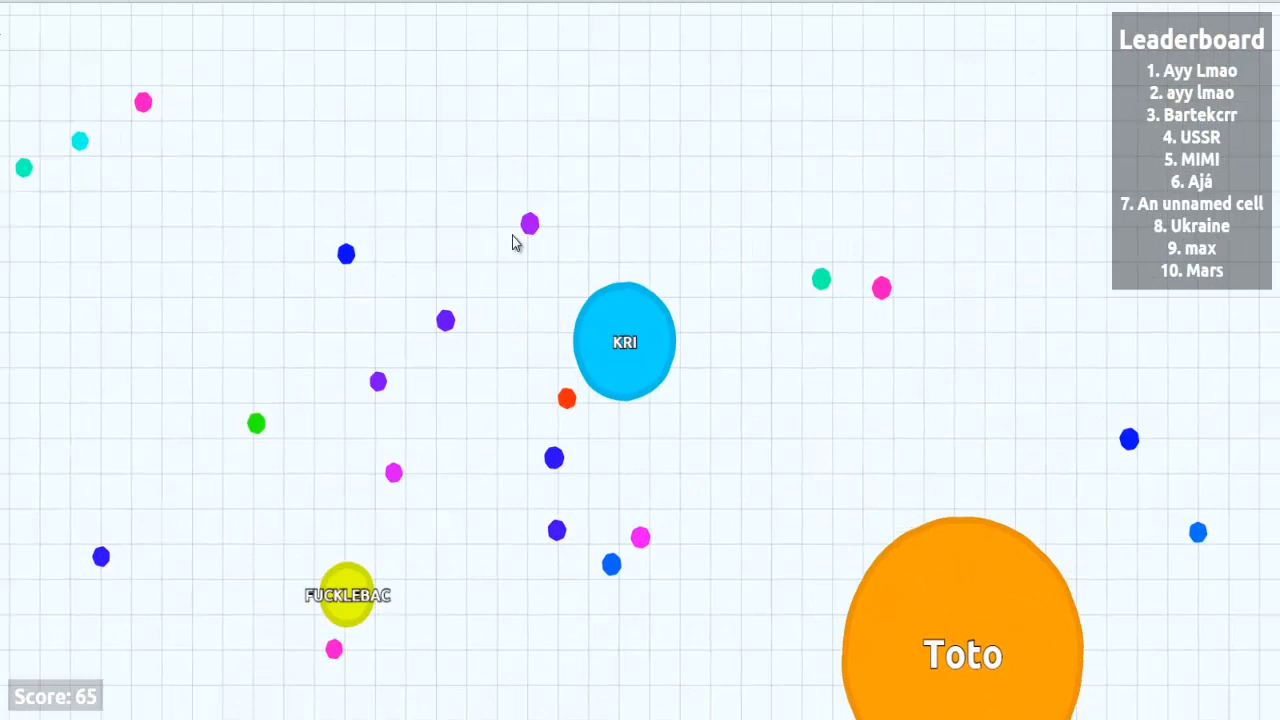 Leaderboard
1. Ayy Lmao
2. ayy lmao
3. Bartekcrr
4. USSR
5. MIMI
6. Ajá
7. An unnamed cell
8. Ukraine
9. max
10. Mars
KRI
FUCKLEBAC
Toto
Score: 65